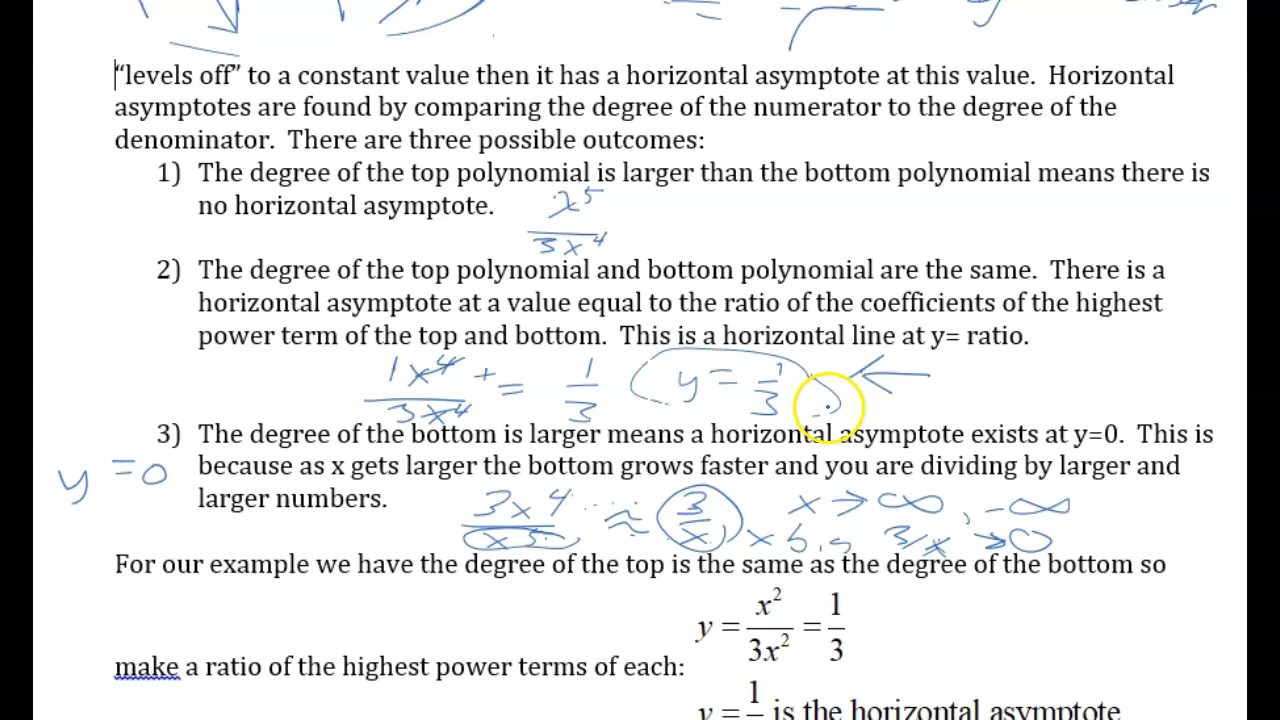 “levels off” to a constant value then it has a horizontal asymptote at this value. Horizontal
asymptotes are found by comparing the degree of the numerator to the degree of the
denominator. There are three possible outcomes:
1) The degree of the top polynomial is larger than the bottom polynomial means there is
no horizontal asymptote.
x^5
3x^4
2) The degree of the top polynomial and bottom polynomial are the same. There is a
horizontal asymptote at a value equal to the ratio of the coefficients of the highest
power term of the top and bottom. This is a horizontal line at y= ratio.
1x^4 + = 1 y = 1
3x^4 3 3
3) The degree of the bottom is larger means a horizontal asymptote exists at y=0. This is
y = 0 because as x gets larger the bottom grows faster and you are dividing by larger and
larger numbers.
3x^4 ≈ 3 x → ∞, -∞
x^5 x x 3/x → 0
For our example we have the degree of the top is the same as the degree of the bottom so
make a ratio of the highest power terms of each: y = x²/3x² = 1/3
y = 1 is the horizontal asymptote